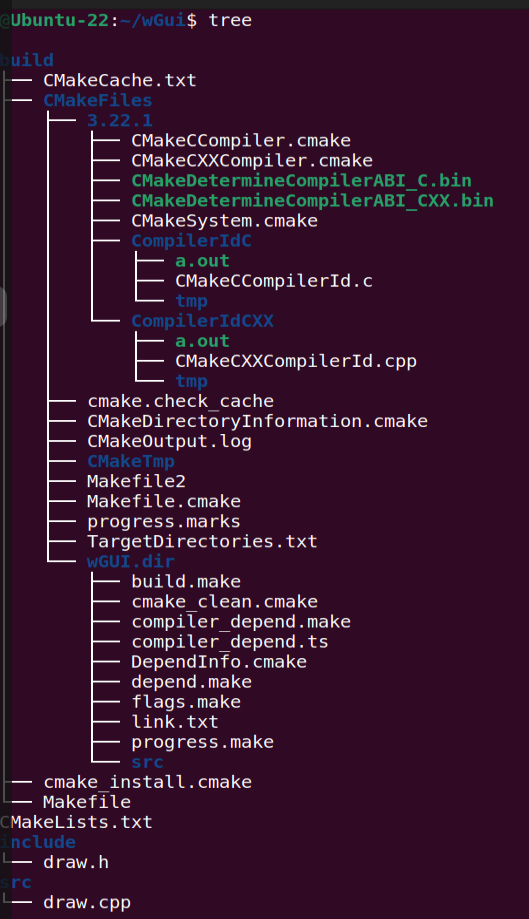 @Ubuntu-22:~/wGui$ tree
build
├── CMakeCache.txt
├── CMakeFiles
│   ├── 3.22.1
│   │   ├── CMakeCCompiler.cmake
│   │   ├── CMakeCXXCompiler.cmake
│   │   ├── CMakeDetermineCompilerABI_C.bin
│   │   ├── CMakeDetermineCompilerABI_CXX.bin
│   │   ├── CMakeSystem.cmake
│   │   ├── CompilerIdC
│   │   │   ├── a.out
│   │   │   ├── CMakeCCompilerId.c
│   │   │   └── tmp
│   │   └── CompilerIdCXX
│   │       ├── a.out
│   │       ├── CMakeCXXCompilerId.cpp
│   │       └── tmp
│   ├── cmake.check_cache
│   ├── CMakeDirectoryInformation.cmake
│   ├── CMakeOutput.log
│   ├── CMakeTmp
│   ├── Makefile2
│   ├── Makefile.cmake
│   ├── progress.marks
│   ├── TargetDirectories.txt
│   └── wGUI.dir
│       ├── build.make
│       ├── cmake_clean.cmake
│       ├── compiler_depend.make
│       ├── compiler_depend.ts
│       ├── DependInfo.cmake
│       ├── depend.make
│       ├── flags.make
│       ├── link.txt
│       ├── progress.make
│       └── src
├── cmake_install.cmake
└── Makefile
CMakeLists.txt
include
└── draw.h
src
└── draw.cpp